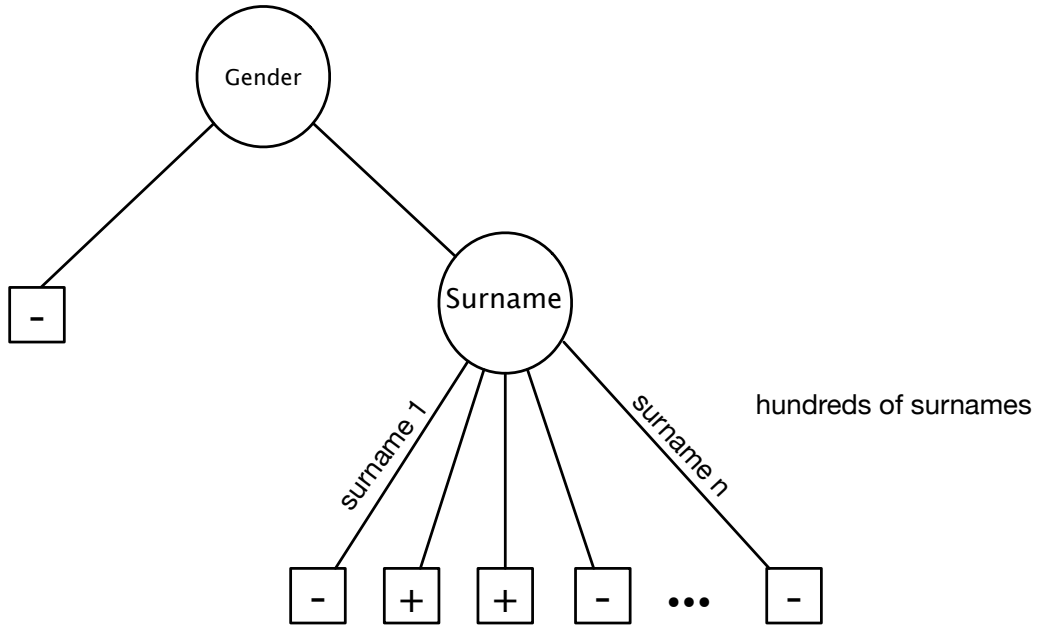 Gender
-
Surname
hundreds of surnames
surname 1
surname n
- + + - ... -